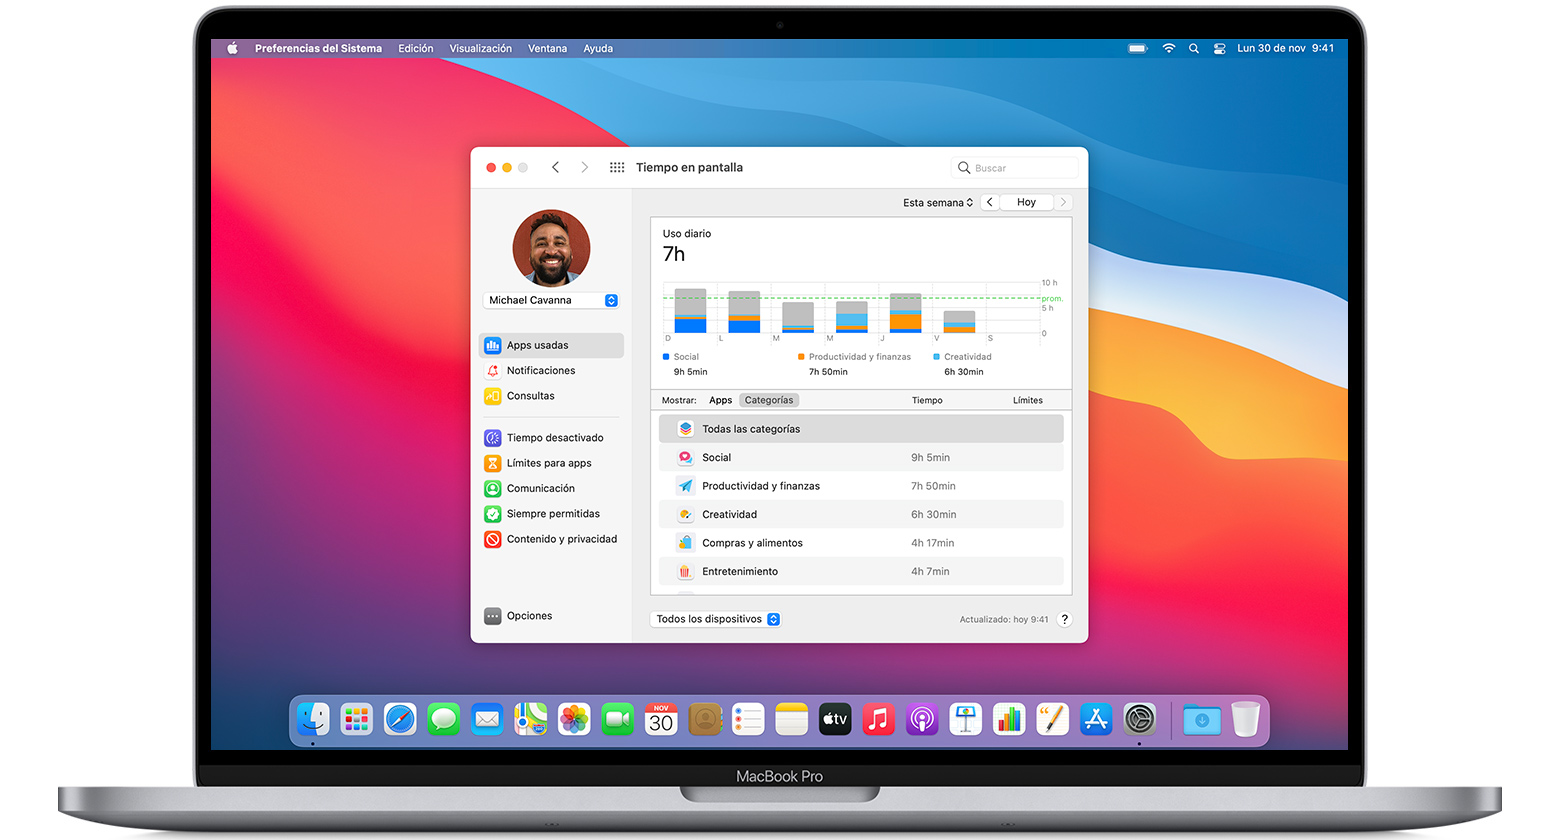 Preferencias del Sistema Edición Visualización Ventana Ayuda Lun 30 de nov 9:41
Tiempo en pantalla
Buscar
Esta semana Hoy
Michael Cavanna
Apps usadas
Notificaciones
Consultas
Tiempo desactivado
Límites para apps
Comunicación
Siempre permitidas
Contenido y privacidad
Opciones
Uso diario
7h
10 h
prom.
5 h
0
D L M M J V S
Social Productividad y finanzas Creatividad
9h 5min 7h 50min 6h 30min
Mostrar: Apps Categorías Tiempo Límites
Todas las categorías
Social 9h 5min
Productividad y finanzas 7h 50min
Creatividad 6h 30min
Compras y alimentos 4h 17min
Entretenimiento 4h 7min
Todos los dispositivos
Actualizado: hoy 9:41 ?
NOV
30
tv
MacBook Pro